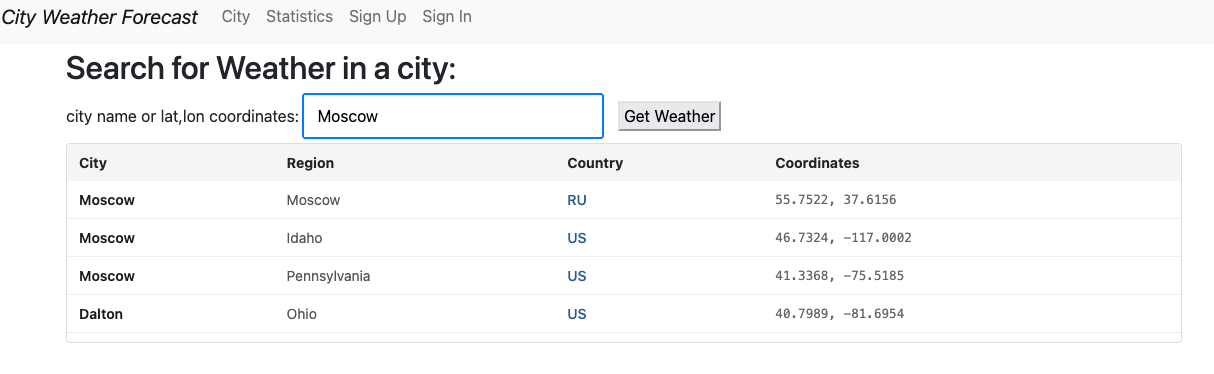 City Weather Forecast City Statistics Sign Up Sign In
Search for Weather in a city:
city name or lat,lon coordinates: Moscow Get Weather
City Region Country Coordinates
Moscow Moscow RU 55.7522, 37.6156
Moscow Idaho US 46.7324, -117.0002
Moscow Pennsylvania US 41.3368, -75.5185
Dalton Ohio US 40.7989, -81.6954